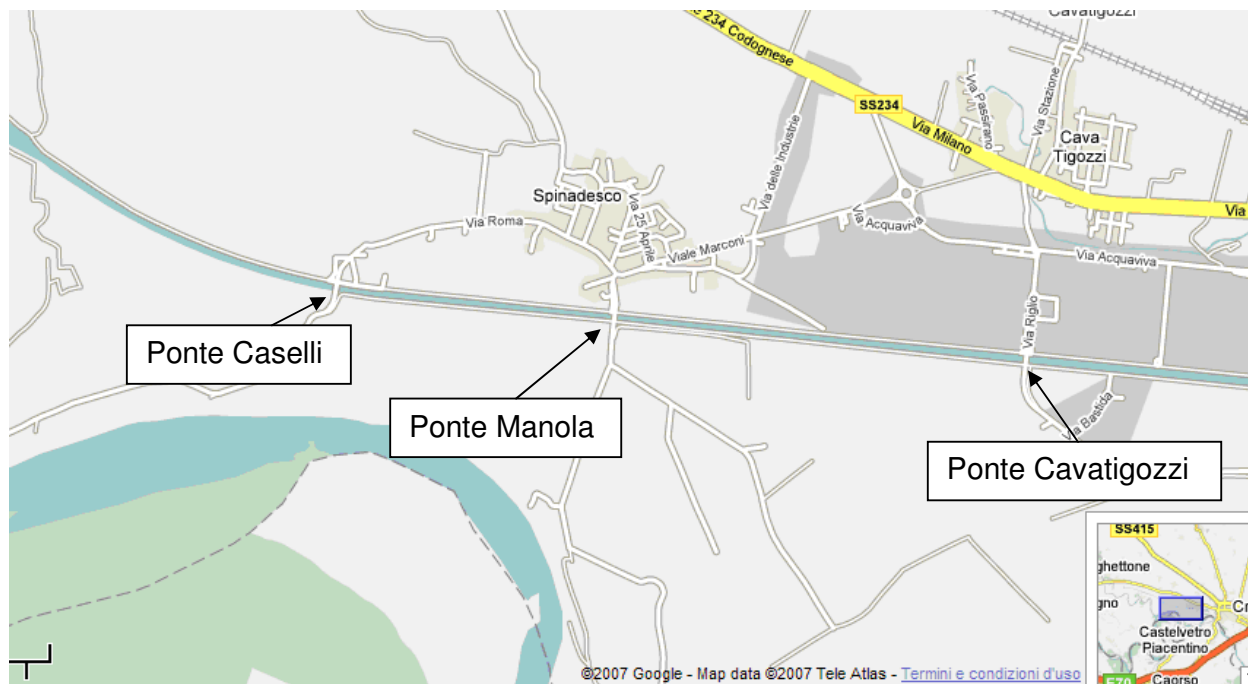 Cavatigozzi
e 234 Codognese
SS234
Via Milano
Via Passirano
Via Stazione
Cava
Tigozzi
Via
Via delle Industrie
Spinadesco
Via 25 Aprile
Via Roma
Viale Marconi
Via Acquaviva
Via Acquaviva
Via Riglio
Via Bastida
Ponte Caselli
Ponte Manola
Ponte Cavatigozzi
SS415
ghettone
gno
Cr
Castelvetro
Piacentino
Caorso
E70
©2007 Google - Map data ©2007 Tele Atlas - Termini e condizioni d'uso